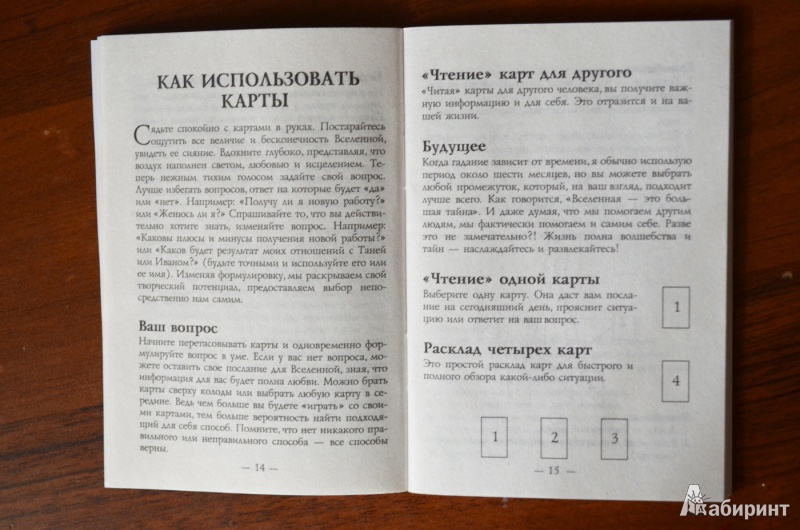 КАК ИСПОЛЬЗОВАТЬ
КАРТЫ
Сядьте спокойно с картами в руках. Постарайтесь
ощутить все величие и бесконечность Вселенной,
увидеть ее сияние. Вдохните глубоко, представляя, что
воздух наполнен светом, любовью и исцелением. Те-
перь нежным тихим голосом задайте свой вопрос.
Лучше избегать вопросов, ответ на которые будет «да»
или «нет». Например: «Получу ли я новую работу?»
или «Женюсь ли я?» Спрашивайте то, что вы действи-
тельно хотите знать, изменяйте вопрос. Например:
«Каковы плюсы и минусы получения новой работы?»
или «Каков будет результат моих отношений с Таней
или Иваном?» (будьте точными и используйте его или
ее имя). Изменяя формулировку, мы раскрываем свой
творческий потенциал, предоставляем выбор непо-
средственно нам самим.
Ваш вопрос
Начните перетасовывать карты и одновременно фор-
мулируйте вопрос в уме. Если у вас нет вопроса, мо-
жете оставить свое послание для Вселенной, зная, что
информация для вас будет полна любви. Можно брать
карты сверху колоды или выбрать любую карту в се-
редине. Ведь чем больше вы будете «играть» со свои-
ми картами, тем больше вероятность найти подходя-
щий для себя способ. Помните, что нет никакого пра-
вильного или неправильного способа — все способы
верны.
— 14 —
«Чтение» карт для другого
«Читая» карты для другого человека, вы получите важ-
ную информацию и для себя. Это отразится и на ва-
шей жизни.
Будущее
Когда гадание зависит от времени, я обычно использую
период около шести месяцев, но вы можете выбрать
любой промежуток, который, на ваш взгляд, подходит
лучше всего. Как говорится, «Вселенная — это боль-
шая тайна». И даже думая, что мы помогаем другим
людям, мы фактически помогаем и самим себе. Разве
это не замечательно?! Жизнь полна волшебства и
тайн — наслаждайтесь и развлекайтесь!
«Чтение» одной карты
Выберите одну карту. Она даст вам посла-
ние на сегодняшний день, прояснит ситуа-
цию или ответит на ваш вопрос.
1
Расклад четырех карт
Это простой расклад карт для быстрого и
полного обзора какой-либо ситуации.
4
1 2 3
— 15 —
Лабиринт